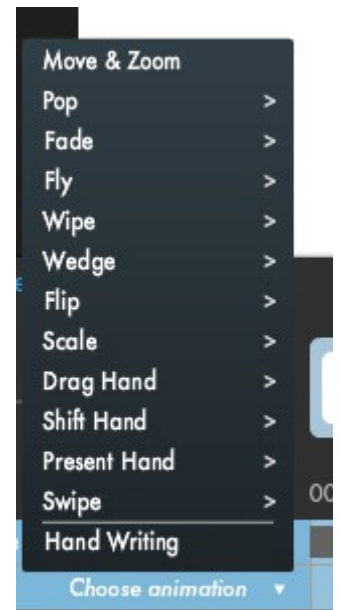 Move & Zoom
Pop >
Fade >
Fly >
Wipe >
Wedge >
Flip >
Scale >
Drag Hand >
Shift Hand >
Present Hand >
Swipe >
00
Hand Writing
Choose animation ▼